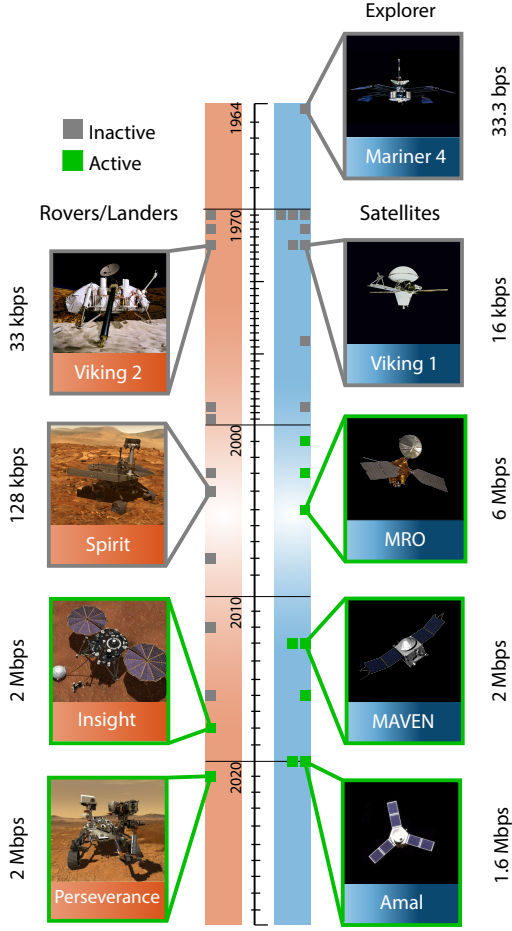 Explorer
1964
33.3 bps
Mariner 4
Inactive
Active
Rovers/Landers
1970
Satellites
33 kbps
Viking 2
Viking 1
16 kbps
2000
128 kbps
Spirit
MRO
6 Mbps
2010
2 Mbps
Insight
MAVEN
2 Mbps
2020
2 Mbps
Perseverance
Amal
1.6 Mbps